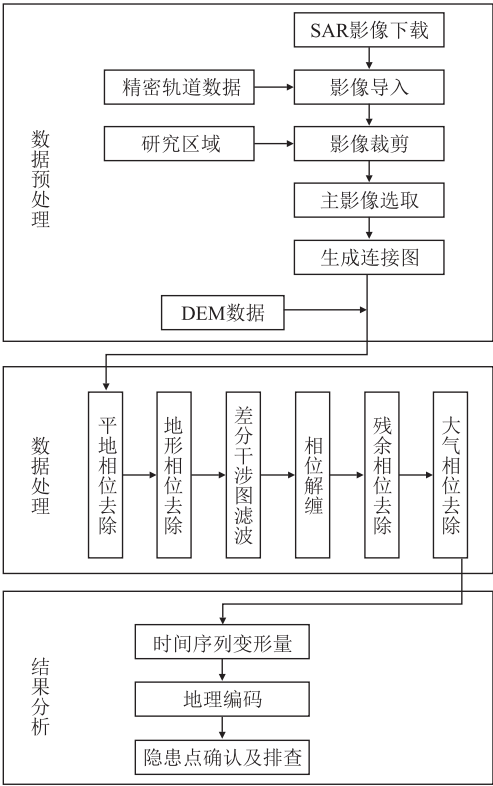 数据预处理
SAR影像下载
精密轨道数据
影像导入
研究区域
影像裁剪
主影像选取
生成连接图
DEM数据
数据处理
平地相位去除
地形相位去除
差分干涉图滤波
相位解缠
残余相位去除
大气相位去除
结果分析
时间序列变形量
地理编码
隐患点确认及排查